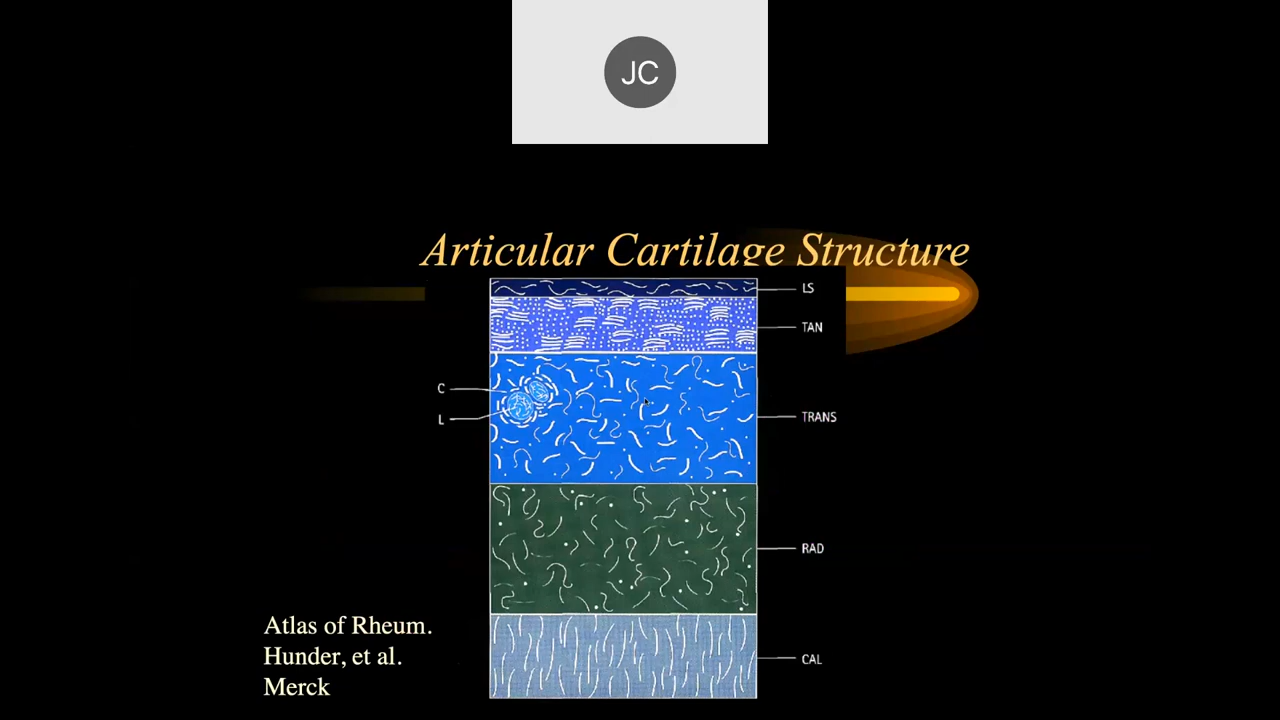 JC
Articular Cartilage Structure
LS
TAN
C
L
TRANS
RAD
CAL
Atlas of Rheum.
Hunder, et al.
Merck